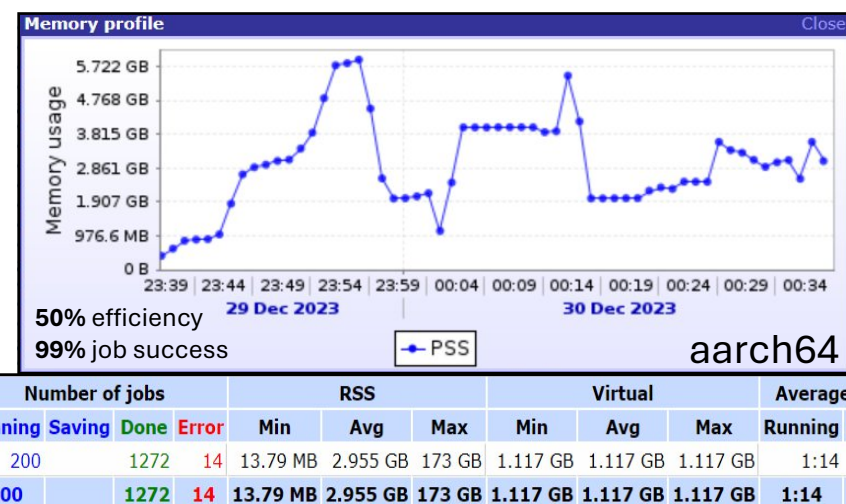 Memory profile Close
Memory usage
5.722 GB
4.768 GB
3.815 GB
2.861 GB
1.907 GB
976.6 MB
0 B
23:39 23:44 23:49 23:54 23:59 00:04 00:09 00:14 00:19 00:24 00:29 00:34
29 Dec 2023 30 Dec 2023
50% efficiency
99% job success
PSS
aarch64
Number of jobs RSS Virtual Average
ning Saving Done Error Min Avg Max Min Avg Max Running
200 1272 14 13.79 MB 2.955 GB 173 GB 1.117 GB 1.117 GB 1.117 GB 1:14
00 1272 14 13.79 MB 2.955 GB 173 GB 1.117 GB 1.117 GB 1.117 GB 1:14